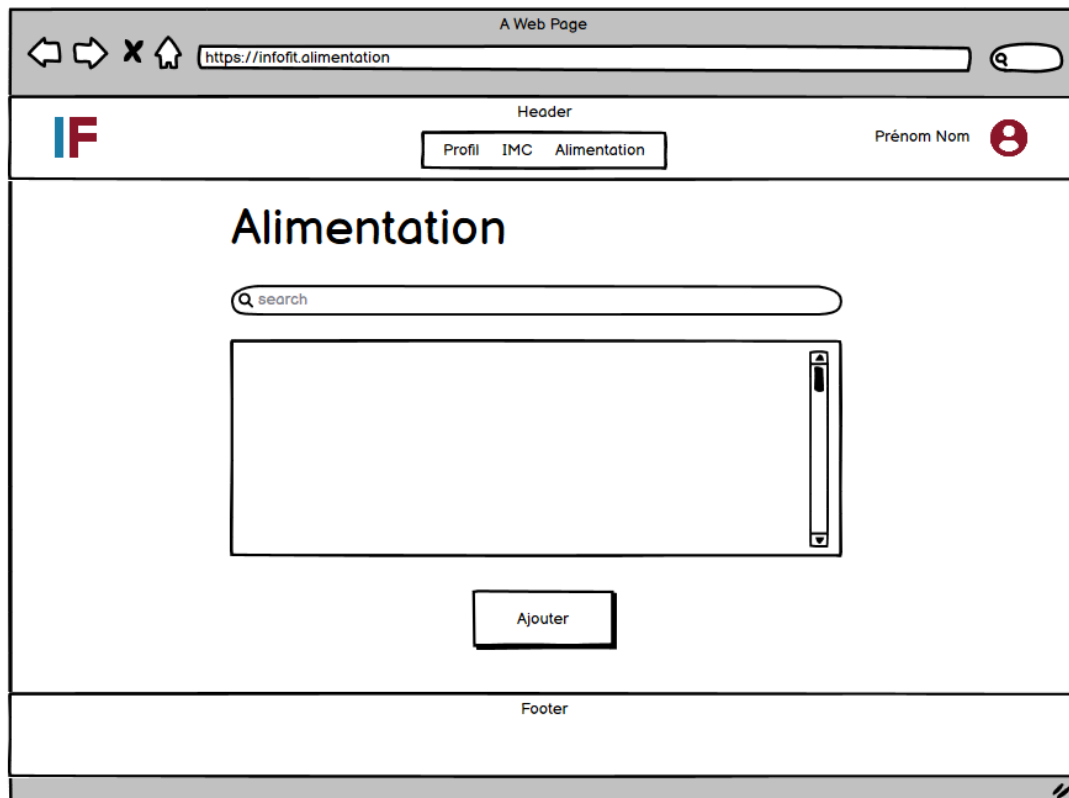 A Web Page
https://infofit.alimentation
Header
IF
Profil IMC Alimentation
Prénom Nom
Alimentation
search
Ajouter
Footer